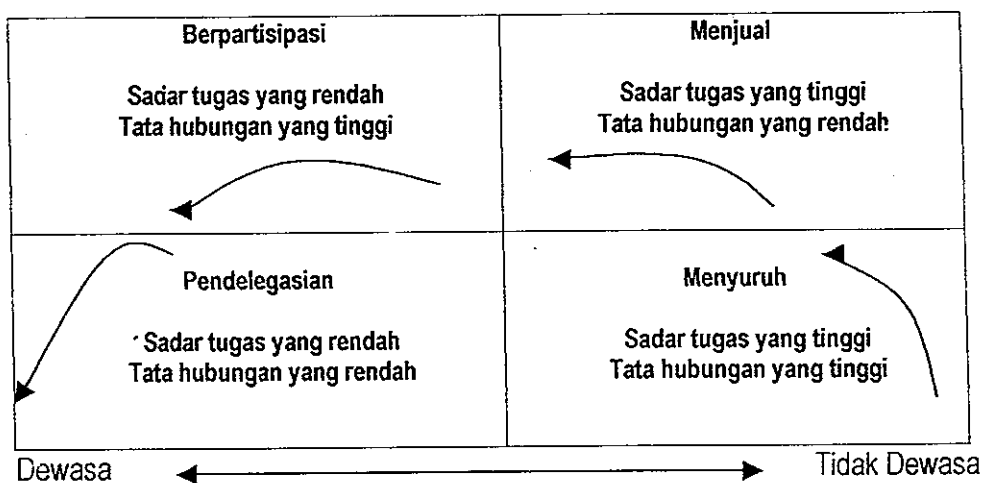 Berpartisipasi
Sadar tugas yang rendah
Tata hubungan yang tinggi
Menjual
Sadar tugas yang tinggi
Tata hubungan yang rendah
Pendelegasian
Sadar tugas yang rendah
Tata hubungan yang rendah
Menyuruh
Sadar tugas yang tinggi
Tata hubungan yang tinggi
Dewasa
Tidak Dewasa